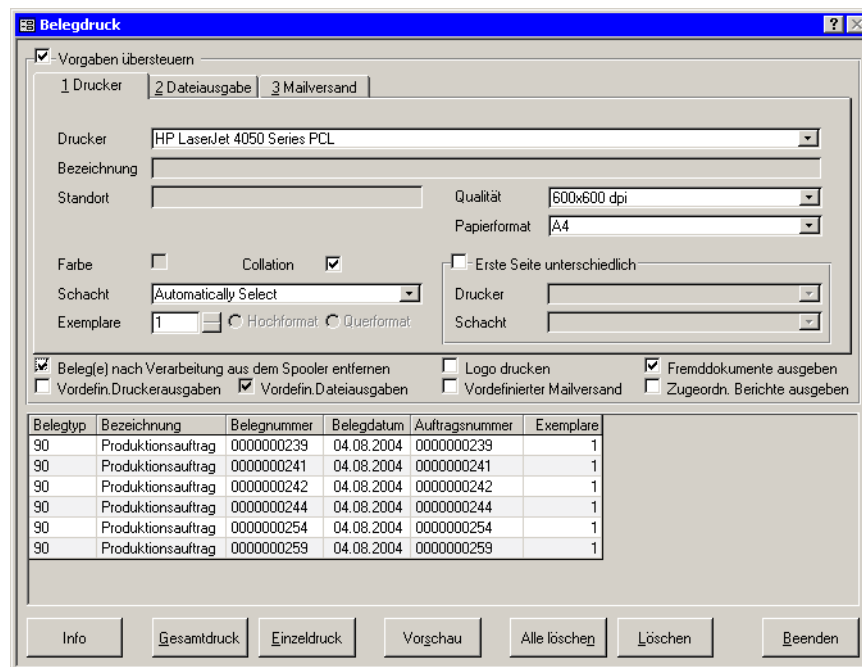 Belegdruck
Vorgaben übersteuern
1 Drucker 2 Dateiausgabe 3 Mailversand
Drucker HP LaserJet 4050 Series PCL
Bezeichnung
Standort Qualität 600x600 dpi
Papierformat A4
Farbe Collation Erste Seite unterschiedlich
Schacht Automatically Select Drucker
Exemplare 1 Hochformat Querformat Schacht
Beleg(e) nach Verarbeitung aus dem Spooler entfernen Logo drucken Fremddokumente ausgeben
Vordefin.Druckerausgaben Vordefin.Dateiausgaben Vordefinierter Mailversand Zugeordn. Berichte ausgeben
Belegtyp Bezeichnung Belegnummer Belegdatum Auftragsnummer Exemplare
90 Produktionsauftrag 0000000239 04.08.2004 0000000239 1
90 Produktionsauftrag 0000000241 04.08.2004 0000000241 1
90 Produktionsauftrag 0000000242 04.08.2004 0000000242 1
90 Produktionsauftrag 0000000244 04.08.2004 0000000244 1
90 Produktionsauftrag 0000000254 04.08.2004 0000000254 1
90 Produktionsauftrag 0000000259 04.08.2004 0000000259 1
Info Gesamtdruck Einzeldruck Vorschau Alle löschen Löschen Beenden